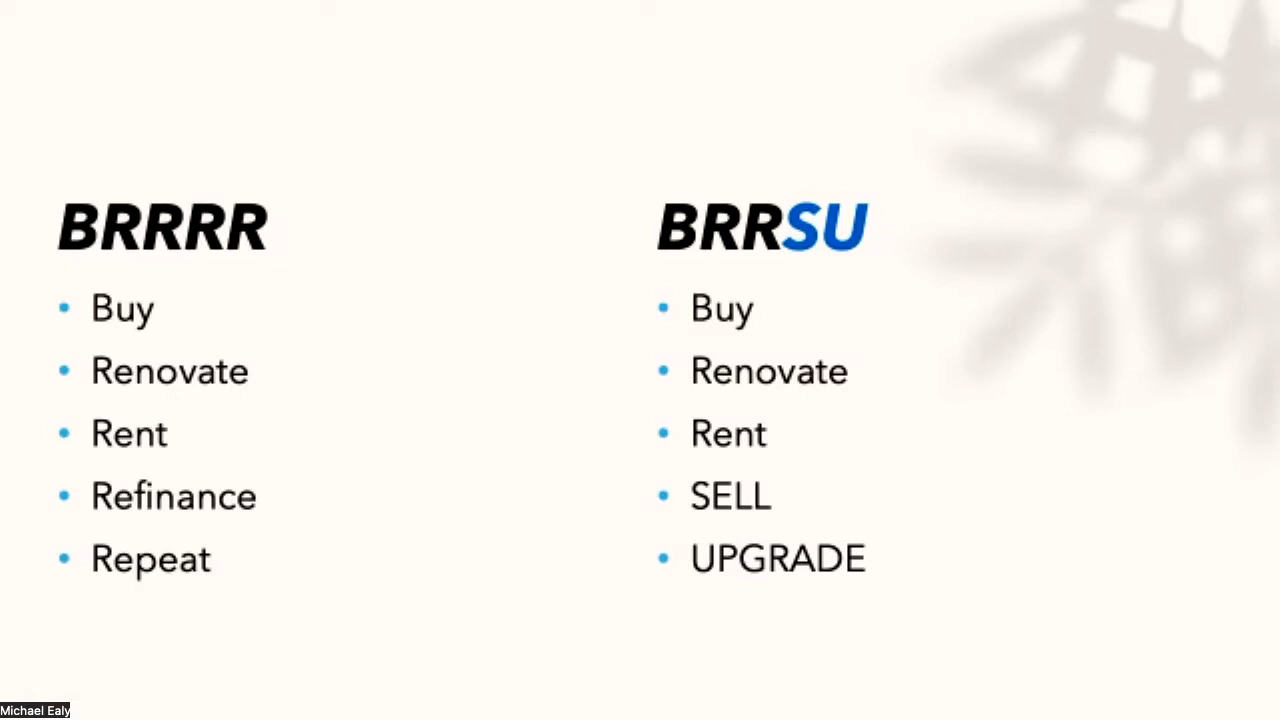 BRRRR
Buy
Renovate
Rent
Refinance
Repeat
BRRSU
Buy
Renovate
Rent
SELL
UPGRADE
Michael Ealy